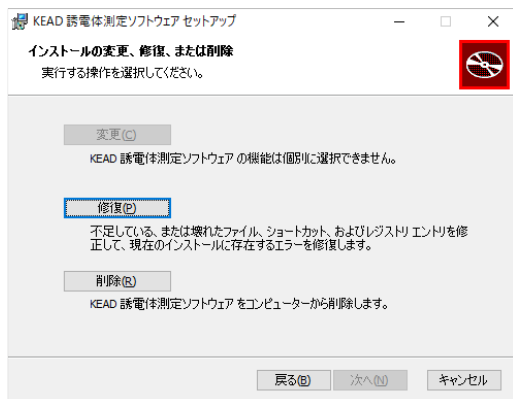 KEAD 誘電体測定ソフトウェア セットアップ
インストールの変更、修復、または削除
実行する操作を選択してください。
変更(C)
KEAD 誘電体測定ソフトウェア の機能は個別に選択できません。
修復(P)
不足している、または壊れたファイル、ショートカット、およびレジストリ エントリを修
正して、現在のインストールに存在するエラーを修復します。
削除(R)
KEAD 誘電体測定ソフトウェア をコンピューターから削除します。
戻る(B)
次へ(N)
キャンセル